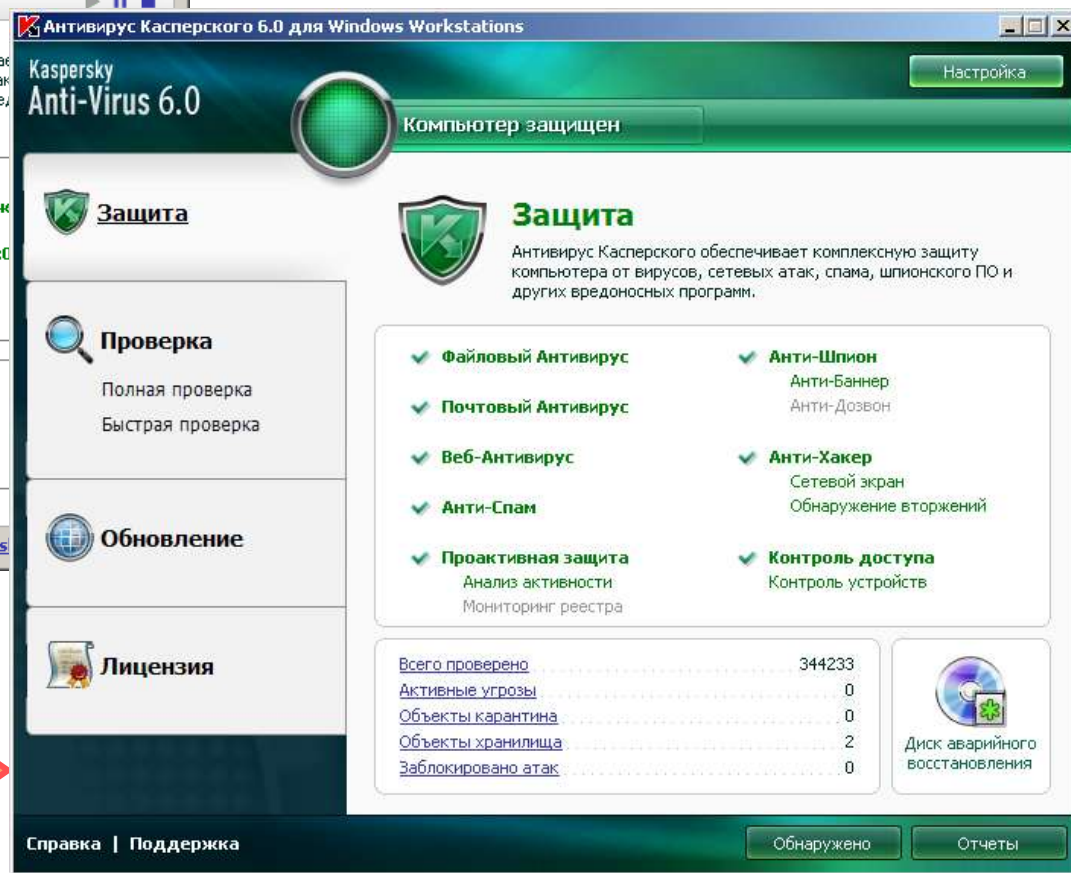 Антивирус Касперского 6.0 для Windows Workstations
Kaspersky
Anti-Virus 6.0
Настройка
Компьютер защищен
Защита
Проверка
Полная проверка
Быстрая проверка
Обновление
Лицензия
Защита
Антивирус Касперского обеспечивает комплексную защиту
компьютера от вирусов, сетевых атак, спама, шпионского ПО и
других вредоносных программ.
Файловый Антивирус
Почтовый Антивирус
Веб-Антивирус
Анти-Спам
Проактивная защита
Анализ активности
Мониторинг реестра
Анти-Шпион
Анти-Баннер
Анти-Дозвон
Анти-Хакер
Сетевой экран
Обнаружение вторжений
Контроль доступа
Контроль устройств
Всего проверено 344233
Активные угрозы 0
Объекты карантина 0
Объекты хранилища 2
Заблокировано атак 0
Диск аварийного
восстановления
Справка | Поддержка
Обнаружено
Отчеты